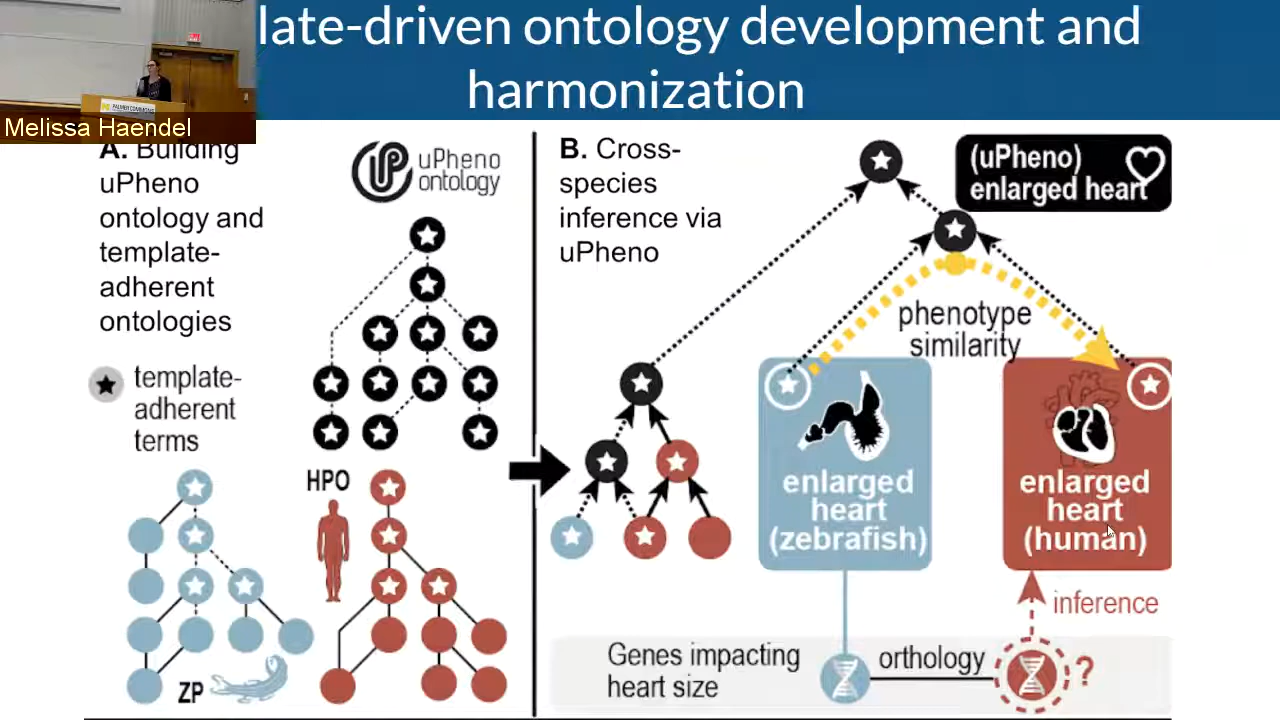 late-driven ontology development and
harmonization
PALMER COMMONS
Melissa Haendel
A. Building
uPheno
ontology and
template-
adherent
ontologies
uPheno
ontology
template-
adherent
terms
HPO
ZP
B. Cross-
species
inference via
uPheno
(uPheno)
enlarged heart
phenotype
similarity
enlarged
heart
(zebrafish)
enlarged
heart
(human)
inference
Genes impacting
heart size
orthology
?